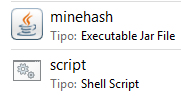 minehash
Tipo: Executable Jar File
script
Tipo: Shell Script